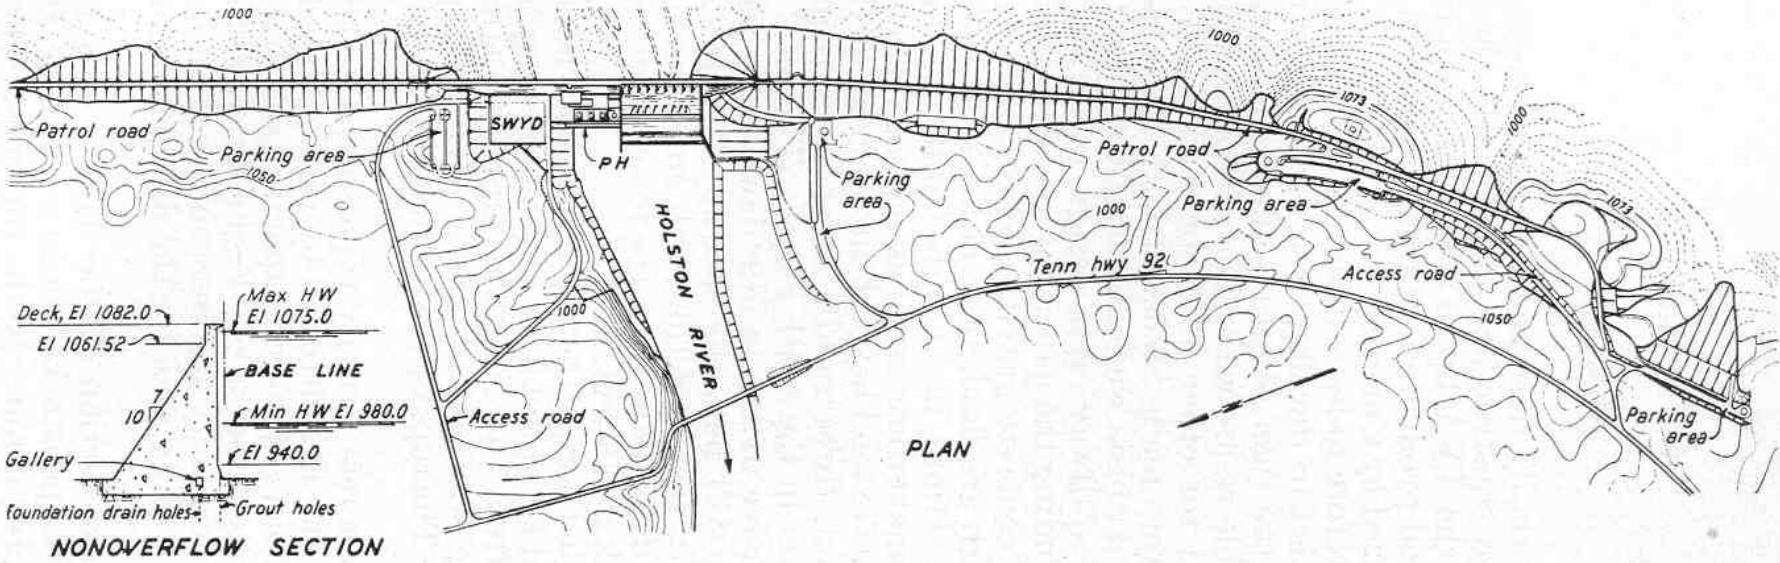 1000
1000
1073
1000
Patrol road
Parking area
1050
SWYD
PH
HOLSTON RIVER
Parking
area
Patrol road
Parking area
1073
1000
Tenn hwy 92
Access road
1050
1000
Deck, El 1082.0
Max HW
El 1075.0
El 1061.52
BASE LINE
7
10
Min HW El 980.0
El 940.0
Gallery
Foundation drain holes
Grout holes
NONOVERFLOW SECTION
Access road
PLAN
N
Parking
area